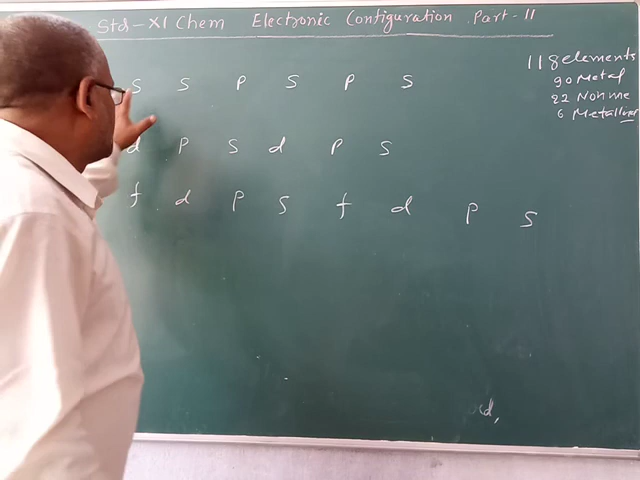 Std-XI Chem Electronic Configuration Part-II
118 elements
90 Metal
22 Non me
6 Metalloid
S S P S P S
d P S d P S
f d P S f d P S
d,